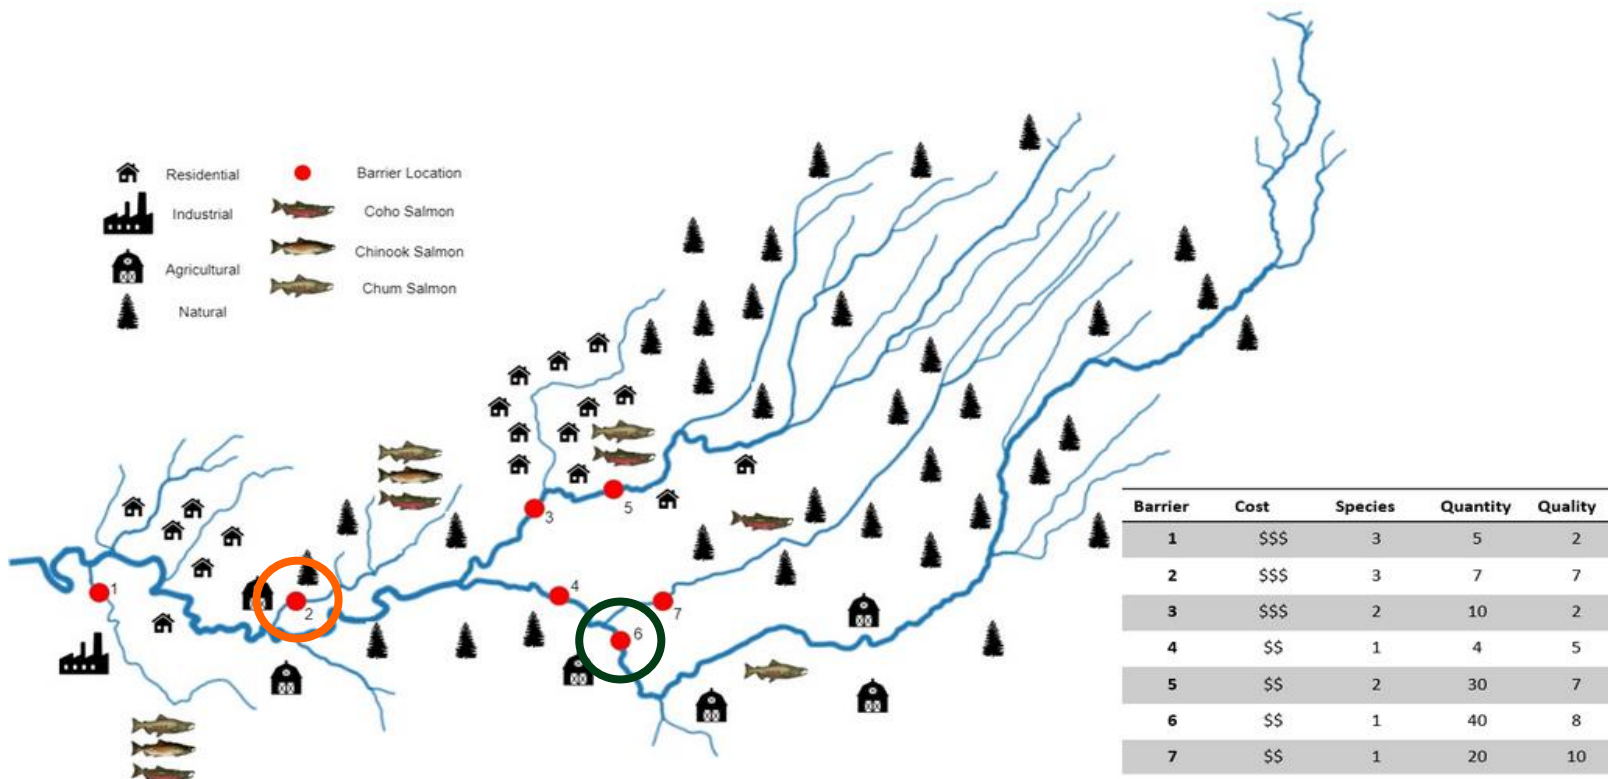 Residential
Barrier Location
Industrial
Coho Salmon
Chinook Salmon
Agricultural
Chum Salmon
Natural
1
2
3
4
5
6
7
Barrier Cost Species Quantity Quality
1 $$$ 3 5 2
2 $$$ 3 7 7
3 $$$ 2 10 2
4 $$ 1 4 5
5 $$ 2 30 7
6 $$ 1 40 8
7 $$ 1 20 10